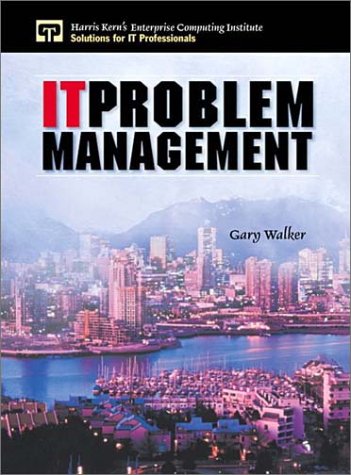 Harris Kern's Enterprise Computing Institute
Solutions for IT Professionals
IT PROBLEM
MANAGEMENT
Gary Walker